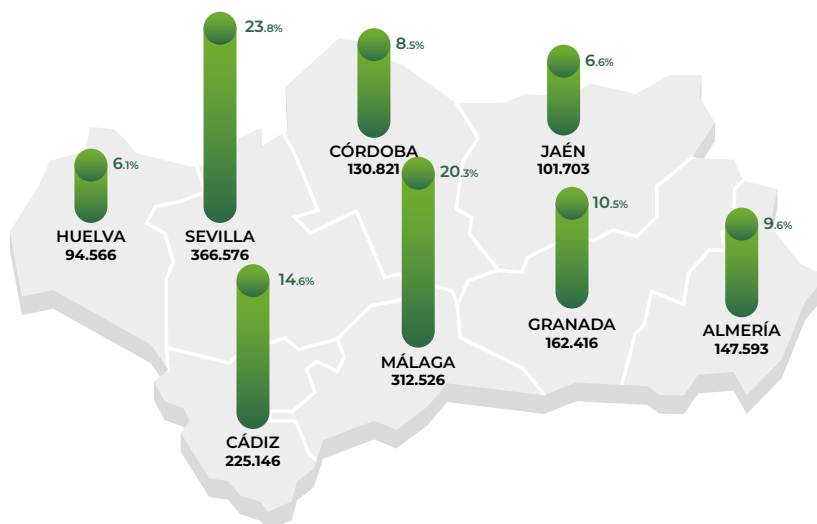 23.8%
SEVILLA
366.576
8.5%
CÓRDOBA
130.821
6.6%
JAÉN
101.703
6.1%
HUELVA
94.566
20.3%
MÁLAGA
312.526
10.5%
GRANADA
162.416
9.6%
ALMERÍA
147.593
14.6%
CÁDIZ
225.146